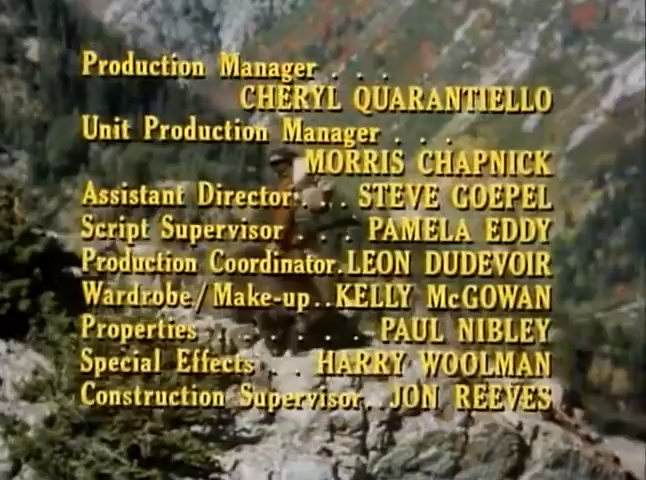 Production Manager . . .
CHERYL QUARANTIELLO
Unit Production Manager . . .
MORRIS CHAPNICK
Assistant Director . . . STEVE GOEPEL
Script Supervisor . . . PAMELA EDDY
Production Coordinator . LEON DUDEVOIR
Wardrobe/Make-up . . KELLY McGOWAN
Properties . . . . . . PAUL NIBLEY
Special Effects . . HARRY WOOLMAN
Construction Supervisor . . JON REEVES